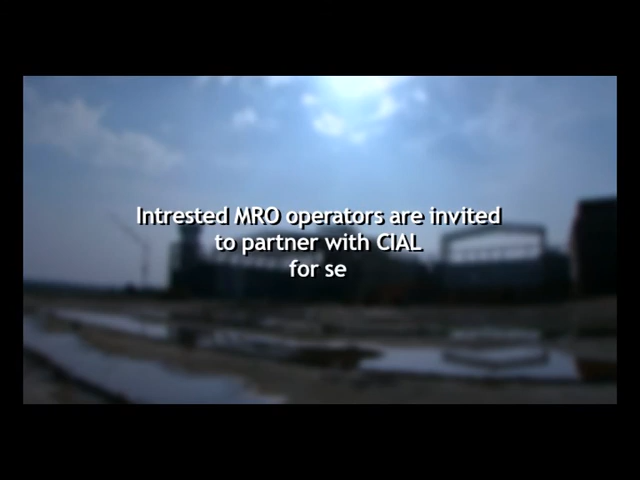 Intrested MRO operators are invited
to partner with CIAL
for se